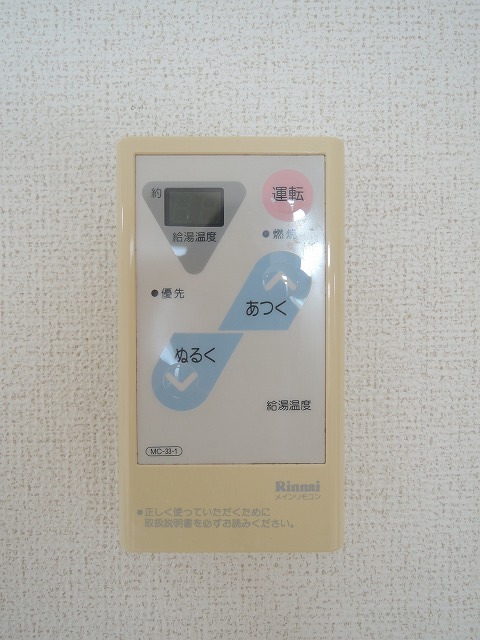 約
運転
給湯温度
燃焼
優先
あつく
ぬるく
給湯温度
MC-33-1
Rinnai
メインリモコン
●正しく使っていただくために
取扱説明書を必ずお読みください。